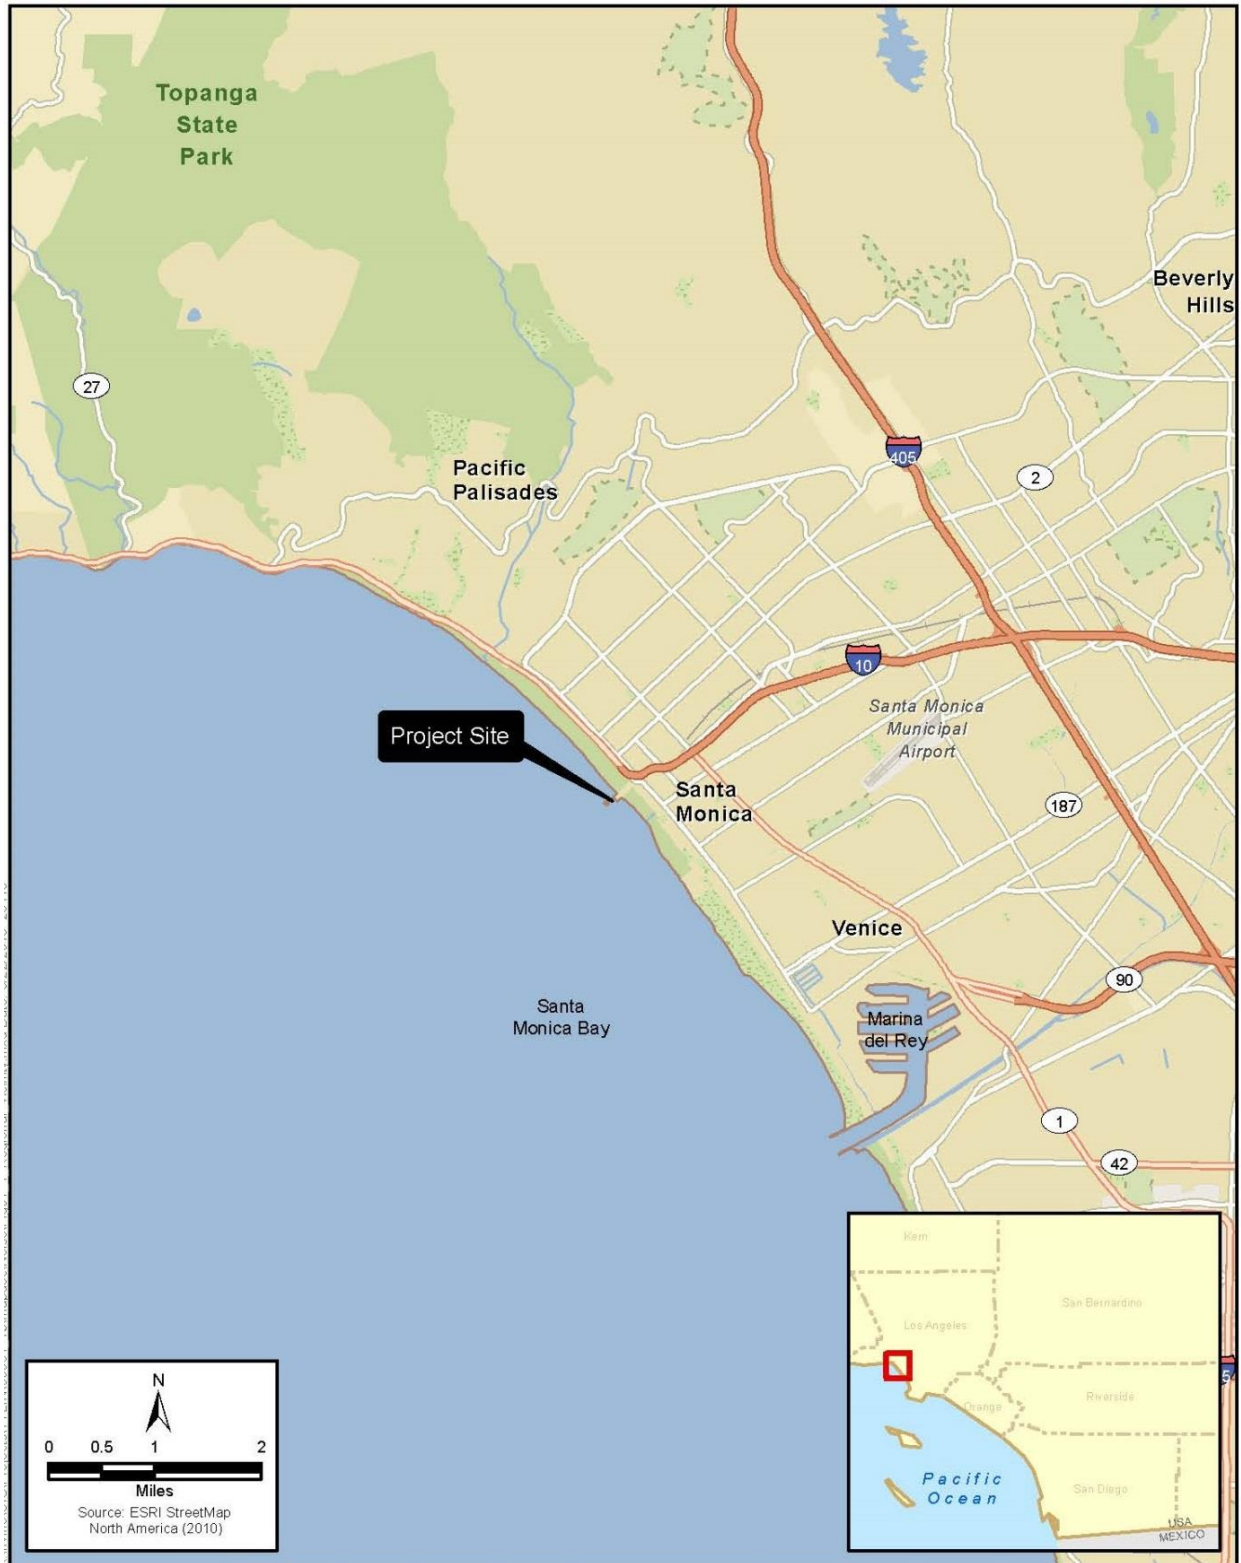 Topanga
State
Park
Beverly
Hills
27
405
2
Pacific
Palisades
10
Santa Monica
Municipal
Airport
Project Site
Santa
Monica
187
Venice
90
Santa
Monica Bay
Marina
del Rey
1
42
N
0 0.5 1 2
Miles
Source: ESRI StreetMap
North America (2010)
Kern
San Bernardino
Los Angeles
Riverside
Orange
Pacific
Ocean
San Diego
USA
MEXICO